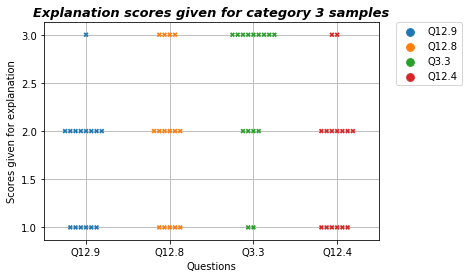 Explanation scores given for category 3 samples
Q12.9
Q12.8
Q3.3
Q12.4
3.0
2.5
2.0
1.5
1.0
Scores given for explanation
Q12.9 Q12.8 Q3.3 Q12.4
Questions